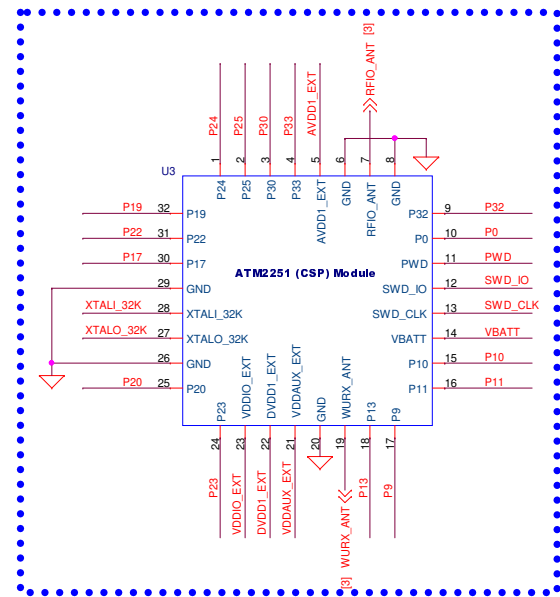 RFIO_ANT [3]
P24
P25
P30
P33
AVDD1_EXT
1
2
3
4
5
6
7
8
U3
P24
P25
P30
P33
AVDD1_EXT
GND
RFIO_ANT
GND
P19 32 P19
P32 9 P32
P22 31 P22
P0 10 P0
P17 30 P17
PWD 11 PWD
ATM2251 (CSP) Module
29 GND
SWD_IO 12 SWD_IO
XTALI_32K 28 XTALI_32K
SWD_CLK 13 SWD_CLK
XTALO_32K 27 XTALO_32K
VBATT 14 VBATT
26 GND
P10 15 P10
P20 25 P20
P11 16 P11
P23
VDDIO_EXT
DVDD1_EXT
VDDAUX_EXT
GND
WURX_ANT
P13
P9
24
23
22
21
20
19
18
17
P23
VDDIO_EXT
DVDD1_EXT
VDDAUX_EXT
[3] WURX_ANT
P13
P9